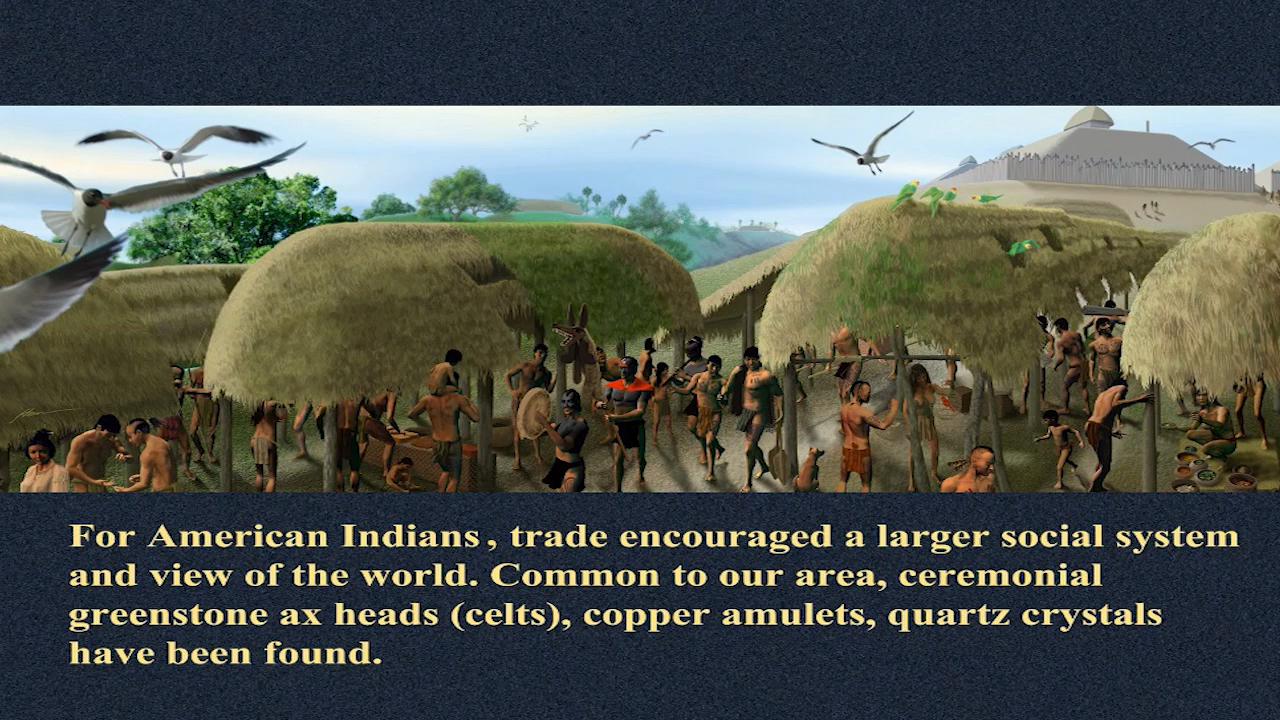 For American Indians, trade encouraged a larger social system
and view of the world. Common to our area, ceremonial
greenstone ax heads (celts), copper amulets, quartz crystals
have been found.